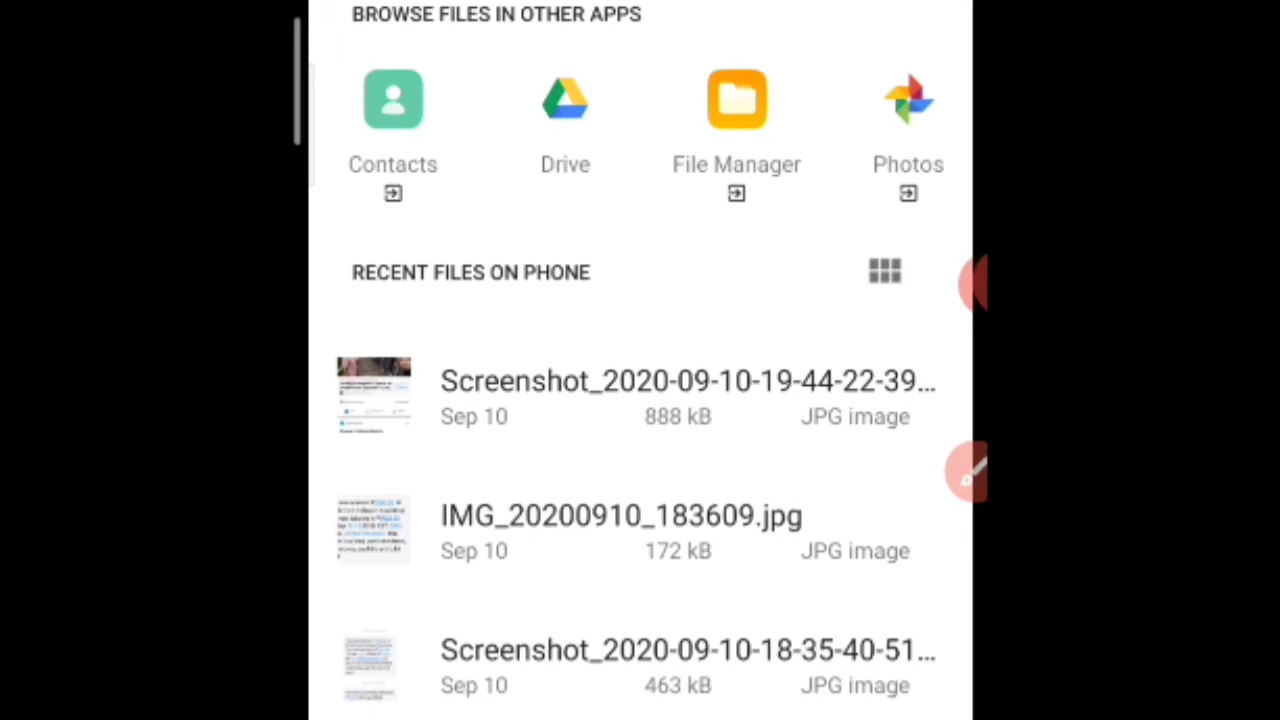 BROWSE FILES IN OTHER APPS
Contacts Drive File Manager Photos
RECENT FILES ON PHONE
Screenshot_2020-09-10-19-44-22-39...
Sep 10 888 kB JPG image
IMG_20200910_183609.jpg
Sep 10 172 kB JPG image
Screenshot_2020-09-10-18-35-40-51...
Sep 10 463 kB JPG image